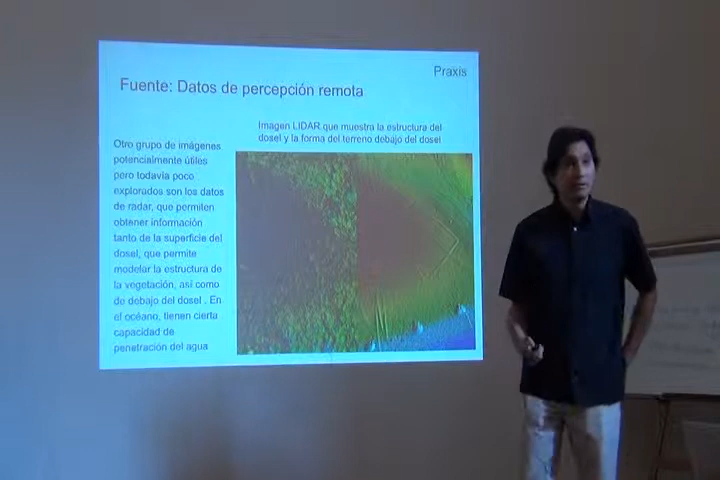 Praxis
Fuente: Datos de percepción remota
Imagen LIDAR que muestra la estructura del
dosel y la forma del terreno debajo del dosel
Otro grupo de imágenes
potencialmente útiles
pero todavia poco
explorados son los datos
de radar, que permiten
obtener información
tanto de la superficie del
dosel, que permite
modelar la estructura de
la vegetación, así como
de debajo del dosel . En
el océano, tienen cierta
capacidad de
penetración del agua